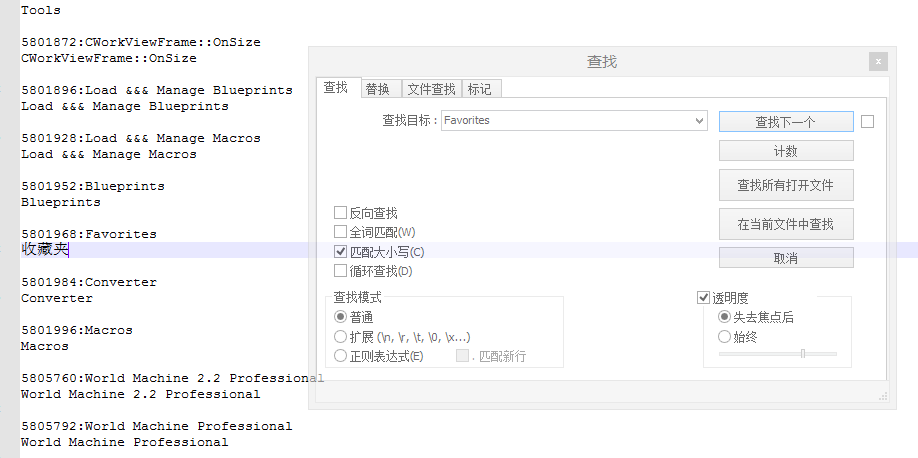 Tools
5801872:CWorkViewFrame::OnSize
CWorkViewFrame::OnSize
5801896:Load &&& Manage Blueprints
Load &&& Manage Blueprints
5801928:Load &&& Manage Macros
Load &&& Manage Macros
5801952:Blueprints
Blueprints
5801968:Favorites
收藏夹
5801984:Converter
Converter
5801996:Macros
Macros
5805760:World Machine 2.2 Professional
World Machine 2.2 Professional
5805792:World Machine Professional
World Machine Professional
查找
x
查找 替换 文件查找 标记
查找目标： Favorites
查找下一个
计数
查找所有打开文件
在当前文件中查找
取消
反向查找
全词匹配(W)
匹配大小写(C)
循环查找(D)
查找模式
普通
扩展 (\n, \r, \t, \0, \x...)
正则表达式(E)
. 匹配新行
透明度
失去焦点后
始终